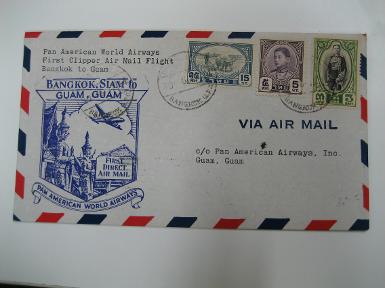 Pan American World Airways
First Clipper Air Mail Flight
Bangkok to Guam
BANGKOK, SIAM to
GUAM, GUAM
FIRST
DIRECT
AIR MAIL
PAN AMERICAN WORLD AIRWAYS
15
5
BANGKOK
VIA AIR MAIL
c/o Pan American Airways, Inc.
Guam, Guam